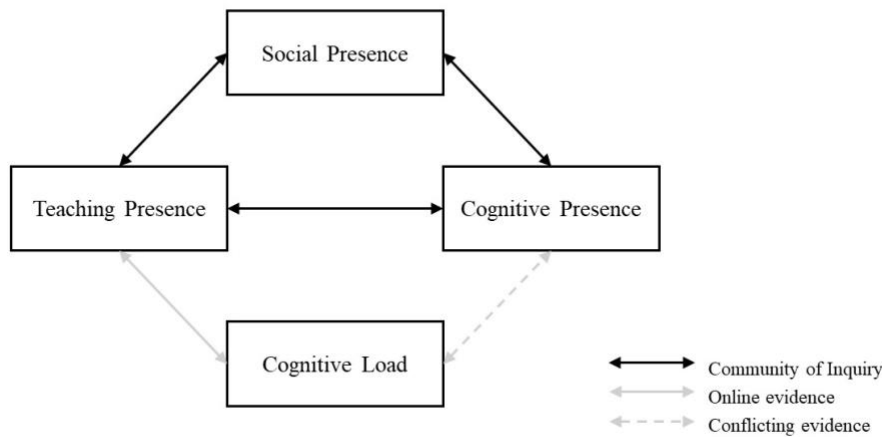 Social Presence
Teaching Presence
Cognitive Presence
Cognitive Load
Community of Inquiry
Online evidence
Conflicting evidence